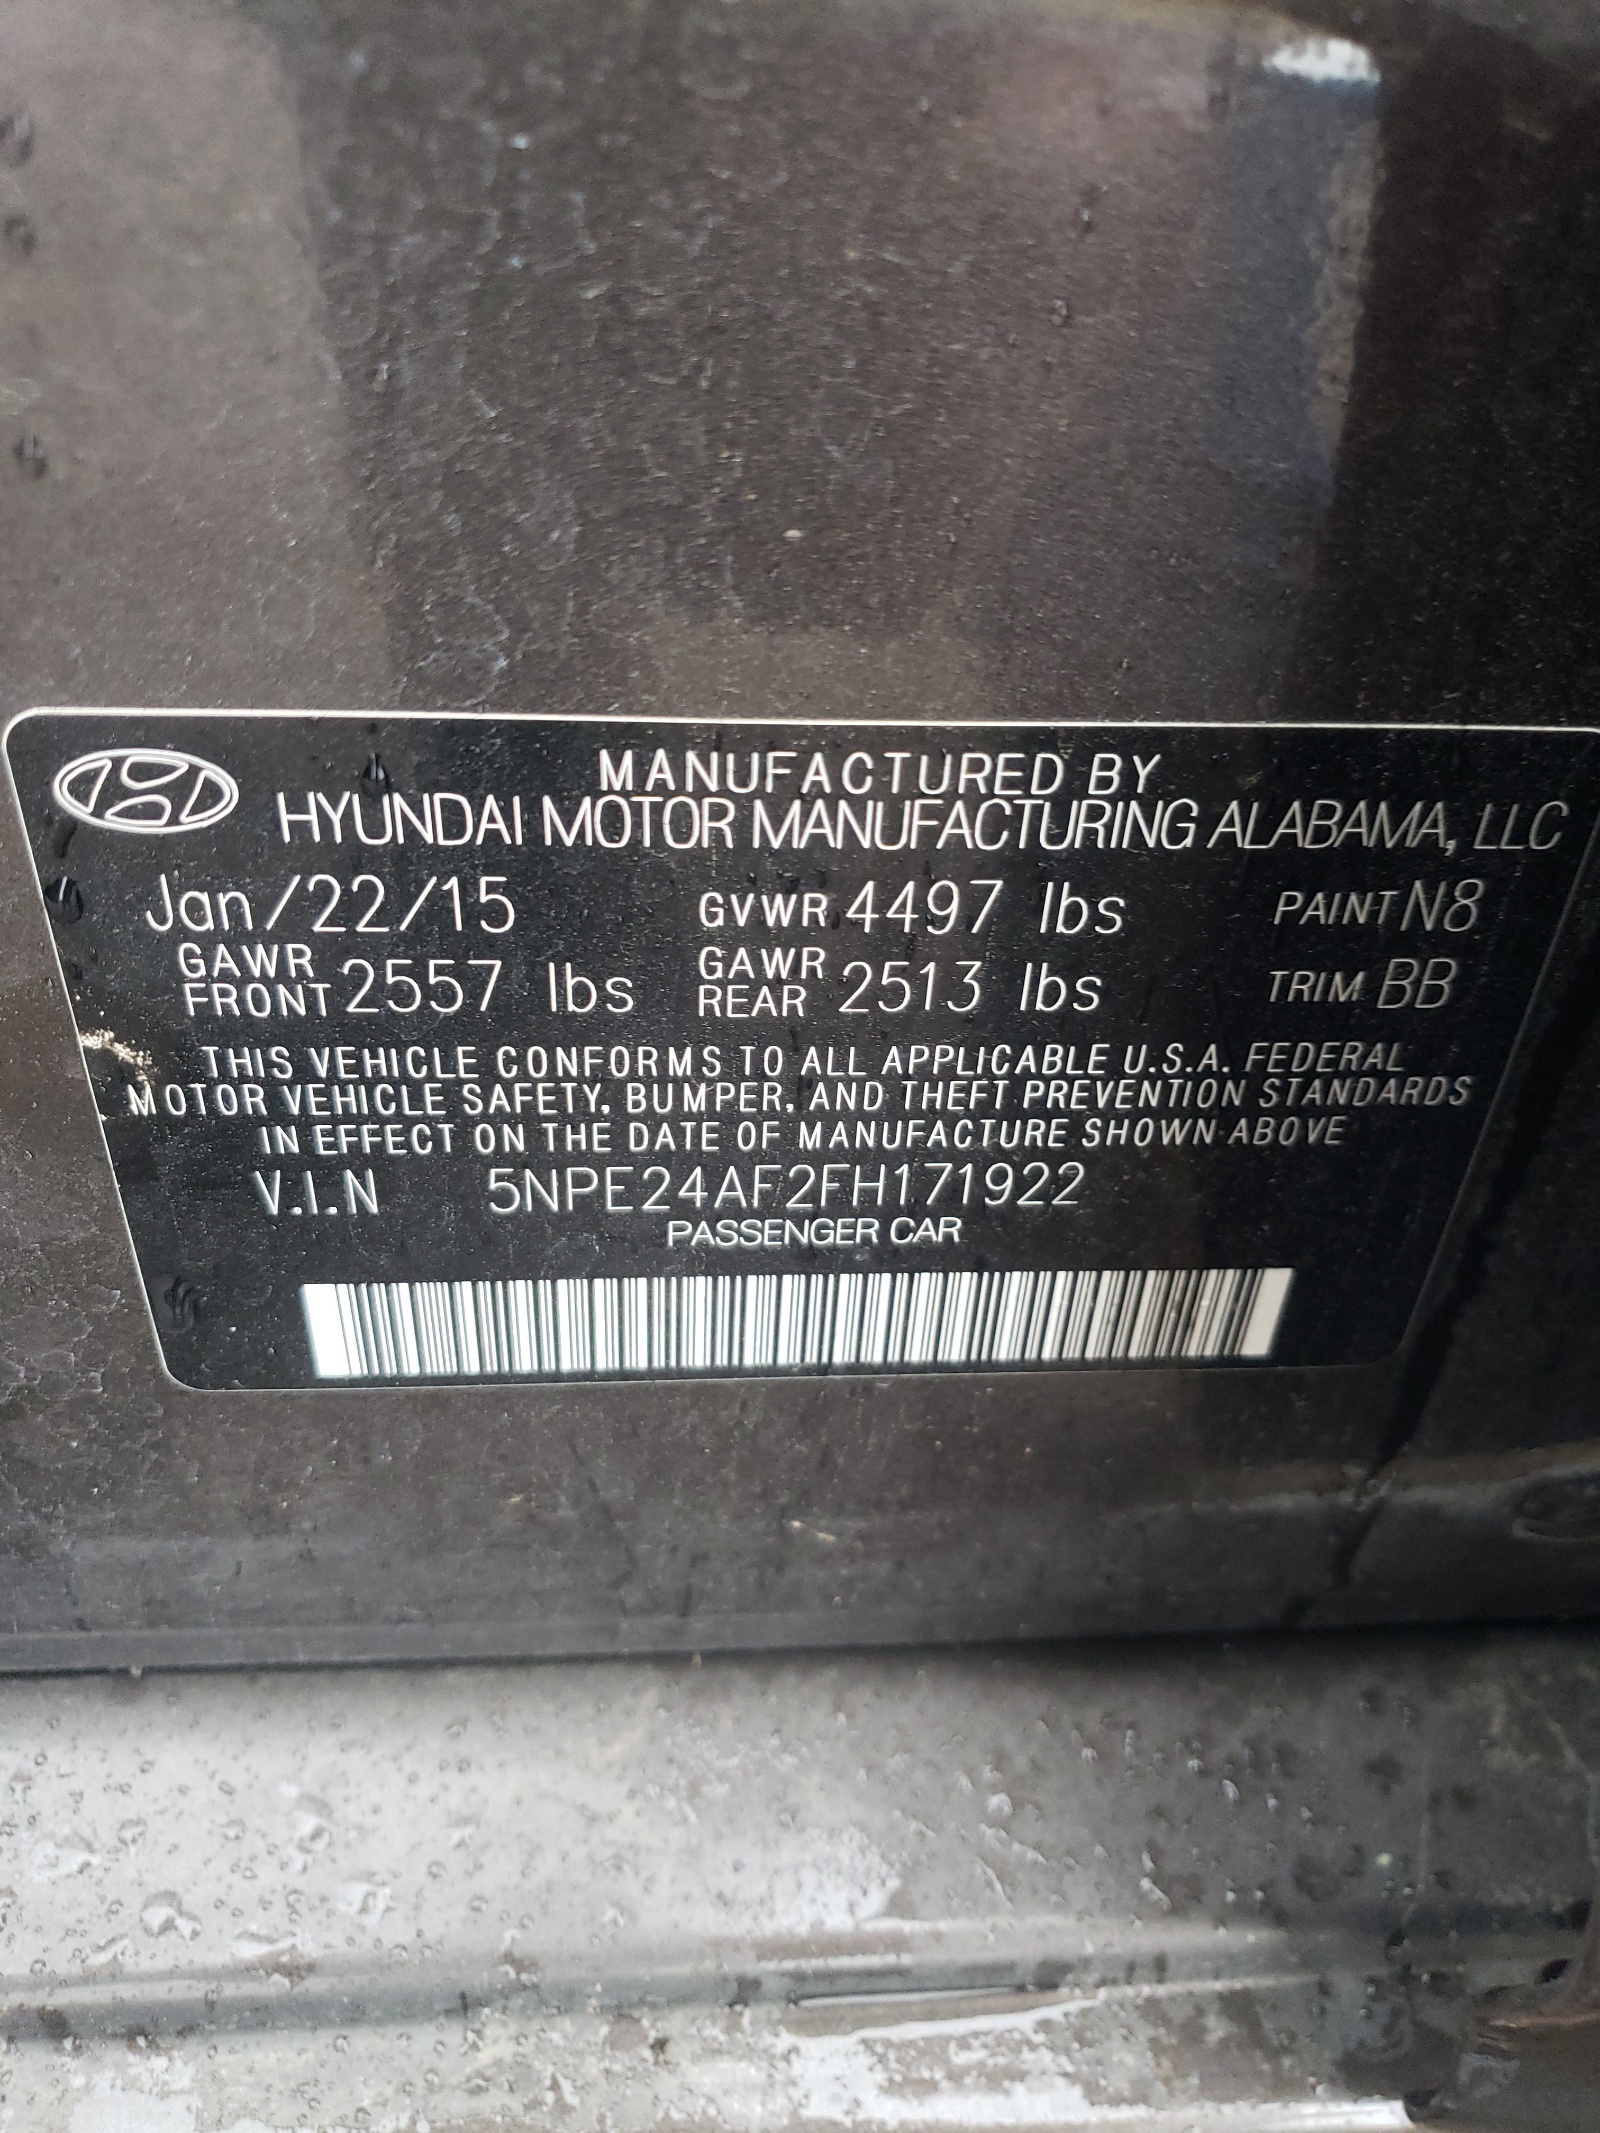 MANUFACTURED BY
HYUNDAI MOTOR MANUFACTURING ALABAMA, LLC
Jan/22/15 GVWR 4497 lbs PAINT N8
GAWR FRONT 2557 lbs GAWR REAR 2513 lbs TRIM BB
THIS VEHICLE CONFORMS TO ALL APPLICABLE U.S.A. FEDERAL
MOTOR VEHICLE SAFETY, BUMPER, AND THEFT PREVENTION STANDARDS
IN EFFECT ON THE DATE OF MANUFACTURE SHOWN ABOVE
V.I.N 5NPE24AF2FH171922
PASSENGER CAR